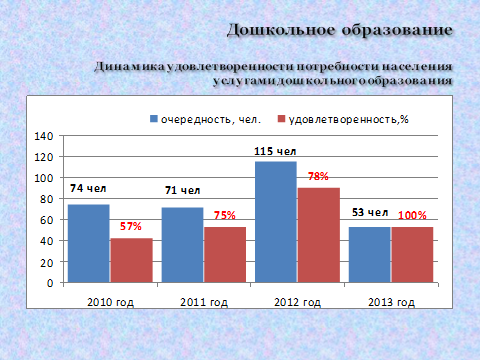 Дошкольное образование
Динамика удовлетворенности потребности населения
услугами дошкольного образования
очередность, чел. удовлетворенность,%
140
120
100
80
60
40
20
0
74 чел
57%
71 чел
75%
115 чел
78%
53 чел
100%
2010 год 2011 год 2012 год 2013 год